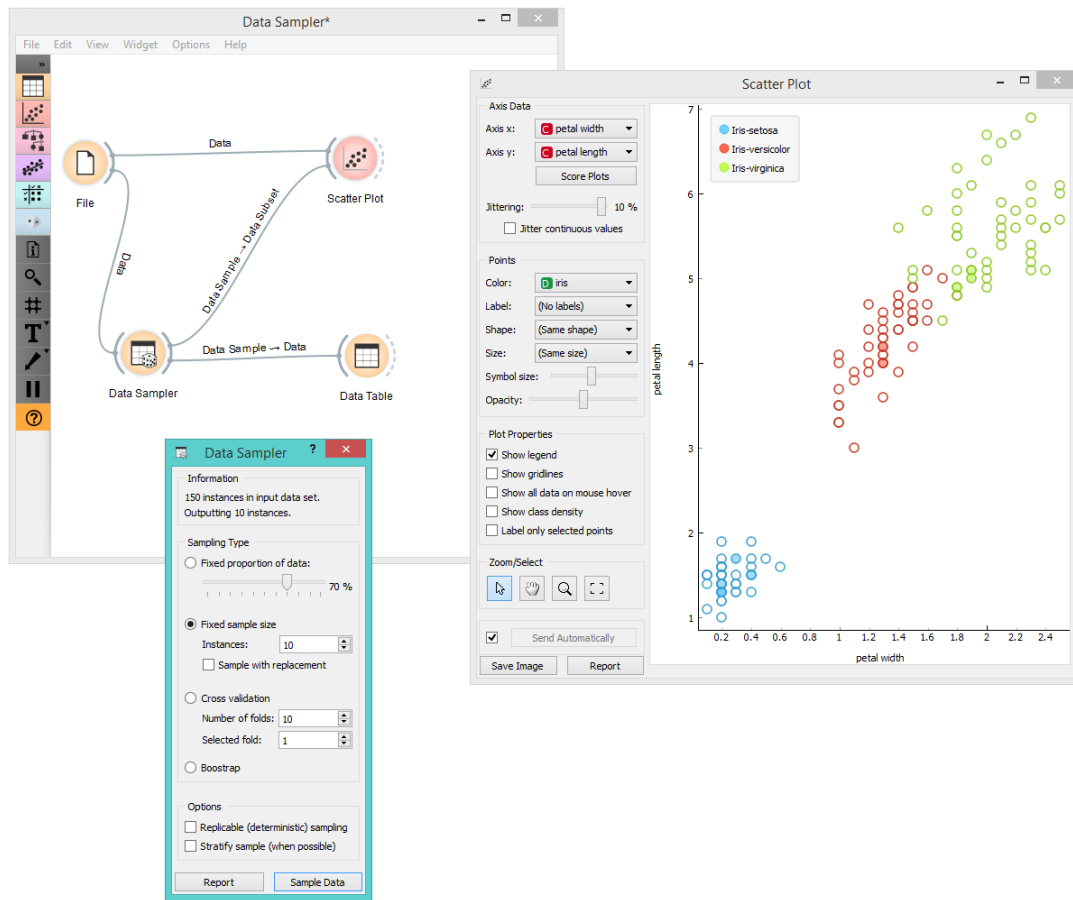 Data Sampler*
File Edit View Widget Options Help
»
Data
File
Scatter Plot
Data
Data Sample → Data Subset
Data Sample → Data
Data Sampler
Data Table
Data Sampler ?
Information
150 instances in input data set.
Outputting 10 instances.
Sampling Type
Fixed proportion of data:
70 %
Fixed sample size
Instances: 10
Sample with replacement
Cross validation
Number of folds: 10
Selected fold: 1
Boostrap
Options
Replicable (deterministic) sampling
Stratify sample (when possible)
Report Sample Data
Scatter Plot
Axis Data
Axis x: C petal width
Axis y: C petal length
Score Plots
Jittering: 10 %
Jitter continuous values
Points
Color: D iris
Label: (No labels)
Shape: (Same shape)
Size: (Same size)
Symbol size:
Opacity:
Plot Properties
Show legend
Show gridlines
Show all data on mouse hover
Show class density
Label only selected points
Zoom/Select
Send Automatically
Save Image Report
Iris-setosa
Iris-versicolor
Iris-virginica
petal length
7
6
5
4
3
2
1
0.2 0.4 0.6 0.8 1 1.2 1.4 1.6 1.8 2 2.2 2.4
petal width